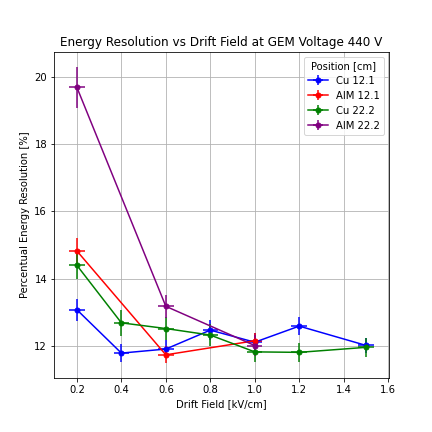 Energy Resolution vs Drift Field at GEM Voltage 440 V
Position [cm]
Cu 12.1
AlM 12.1
Cu 22.2
AlM 22.2
Percentual Energy Resolution [%]
20
18
16
14
12
0.2 0.4 0.6 0.8 1.0 1.2 1.4 1.6
Drift Field [kV/cm]